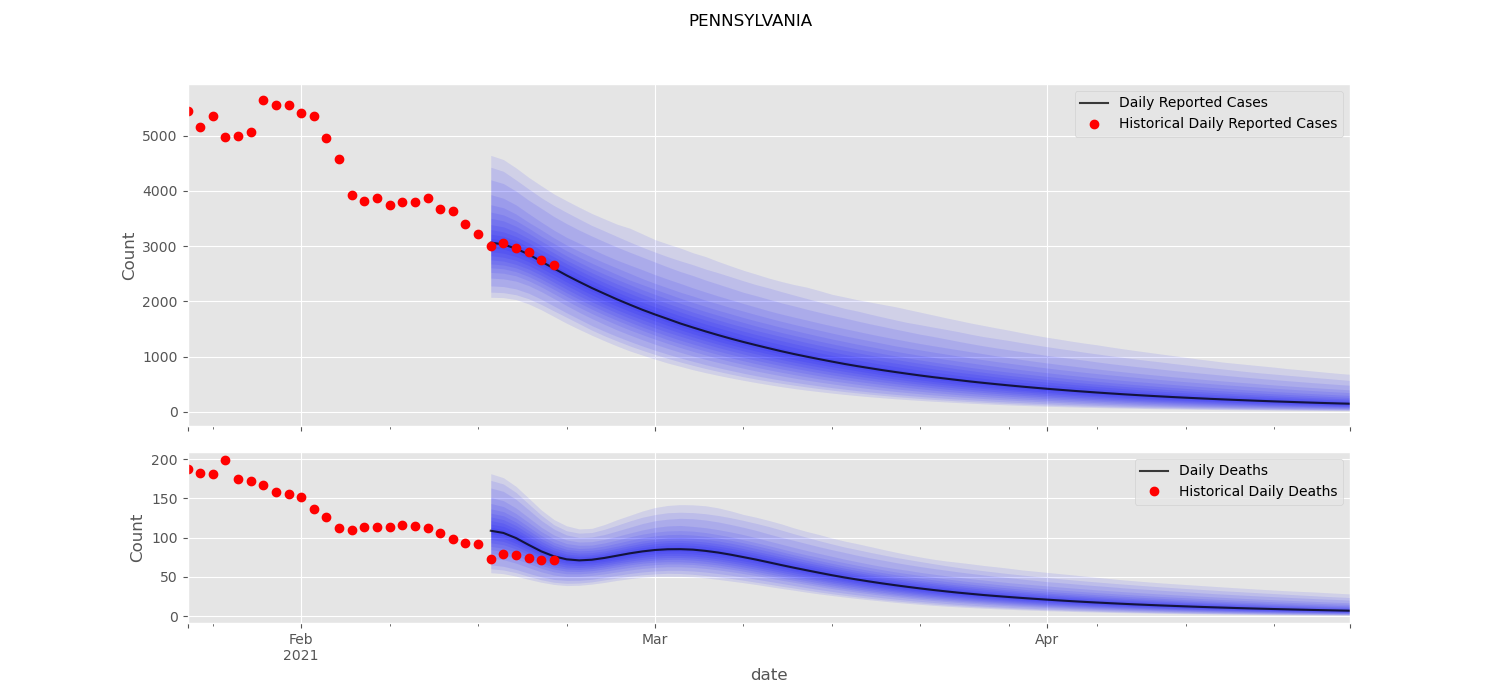 PENNSYLVANIA
Daily Reported Cases
Historical Daily Reported Cases
Count
5000
4000
3000
2000
1000
0
Daily Deaths
Historical Daily Deaths
Count
200
150
100
50
0
Feb
2021
Mar
Apr
date